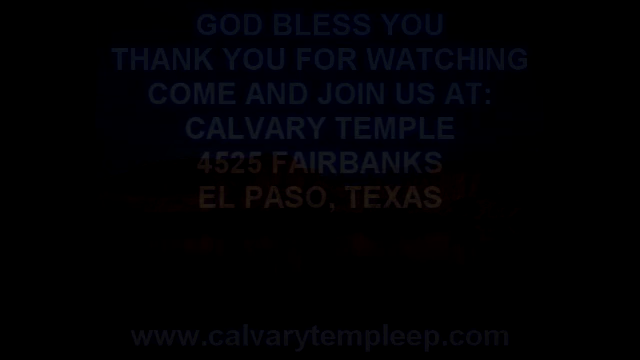 GOD BLESS YOU
THANK YOU FOR WATCHING
COME AND JOIN US AT:
CALVARY TEMPLE
4525 FAIRBANKS
EL PASO, TEXAS
www.calvarytempleep.com